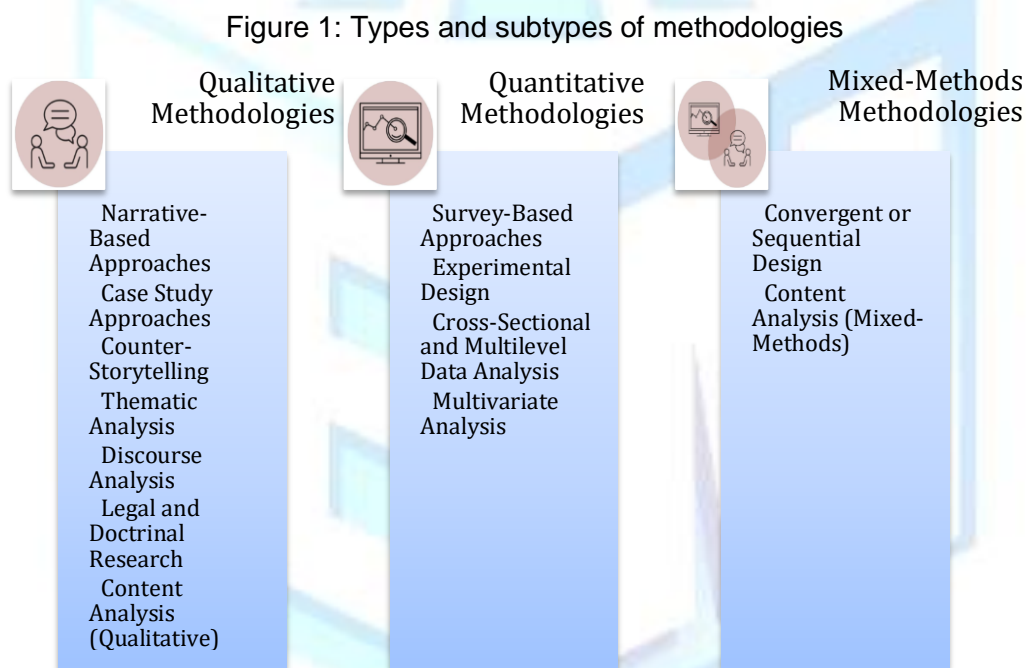 Figure 1: Types and subtypes of methodologies
Qualitative
Methodologies
Narrative-
Based
Approaches
Case Study
Approaches
Counter-
Storytelling
Thematic
Analysis
Discourse
Analysis
Legal and
Doctrinal
Research
Content
Analysis
(Qualitative)
Quantitative
Methodologies
Survey-Based
Approaches
Experimental
Design
Cross-Sectional
and Multilevel
Data Analysis
Multivariate
Analysis
Mixed-Methods
Methodologies
Convergent or
Sequential
Design
Content
Analysis (Mixed-
Methods)